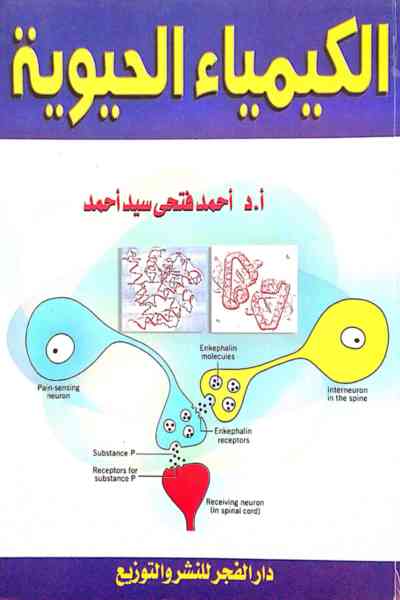 الكيمياء الحيوية
أ.د أحمد فتحى سيد أحمد
Enkephalin
molecules
Pain-sensing
neuron
Interneuron
in the spine
Enkephalin
receptors
Substance P
Receptors for
substance P
Receiving neuron
(in spinal cord)
دار الفجر للنشر والتوزيع